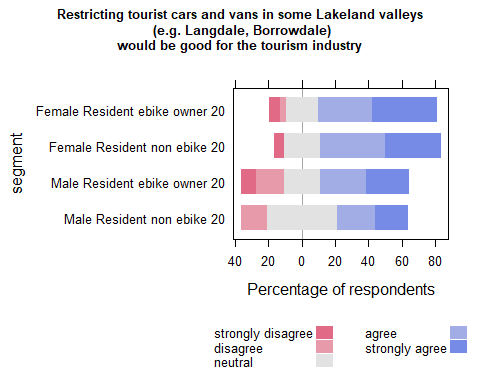 Restricting tourist cars and vans in some Lakeland valleys
(e.g. Langdale, Borrowdale)
would be good for the tourism industry
segment
Female Resident ebike owner 20
Female Resident non ebike 20
Male Resident ebike owner 20
Male Resident non ebike 20
40 20 0 20 40 60 80
Percentage of respondents
strongly disagree agree
disagree strongly agree
neutral